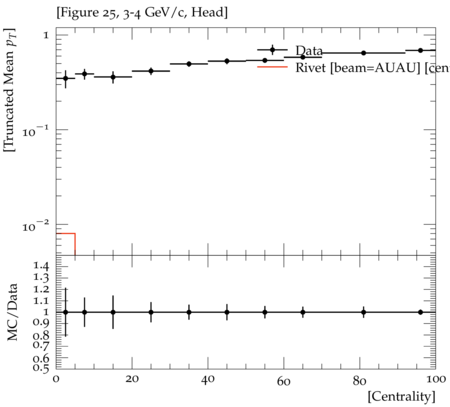 [Figure 25, 3-4 GeV/c, Head]
[Truncated Mean pT]
1
10−1
10−2
Data
Rivet [beam=AUAU] [cen
MC/Data
1.4
1.3
1.2
1.1
1
0.9
0.8
0.7
0.6
0.5
0 20 40 60 80 100
[Centrality]